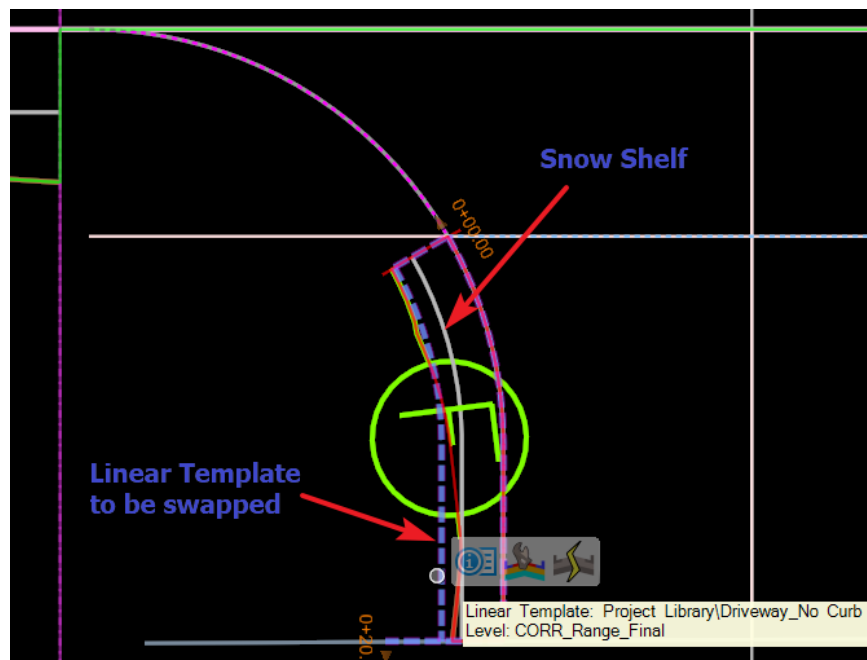 Snow Shelf
0+00.00
Linear Template
to be swapped
Linear Template: Project Library\Driveway_No Curb
Level: CORR_Range_Final
0+20.